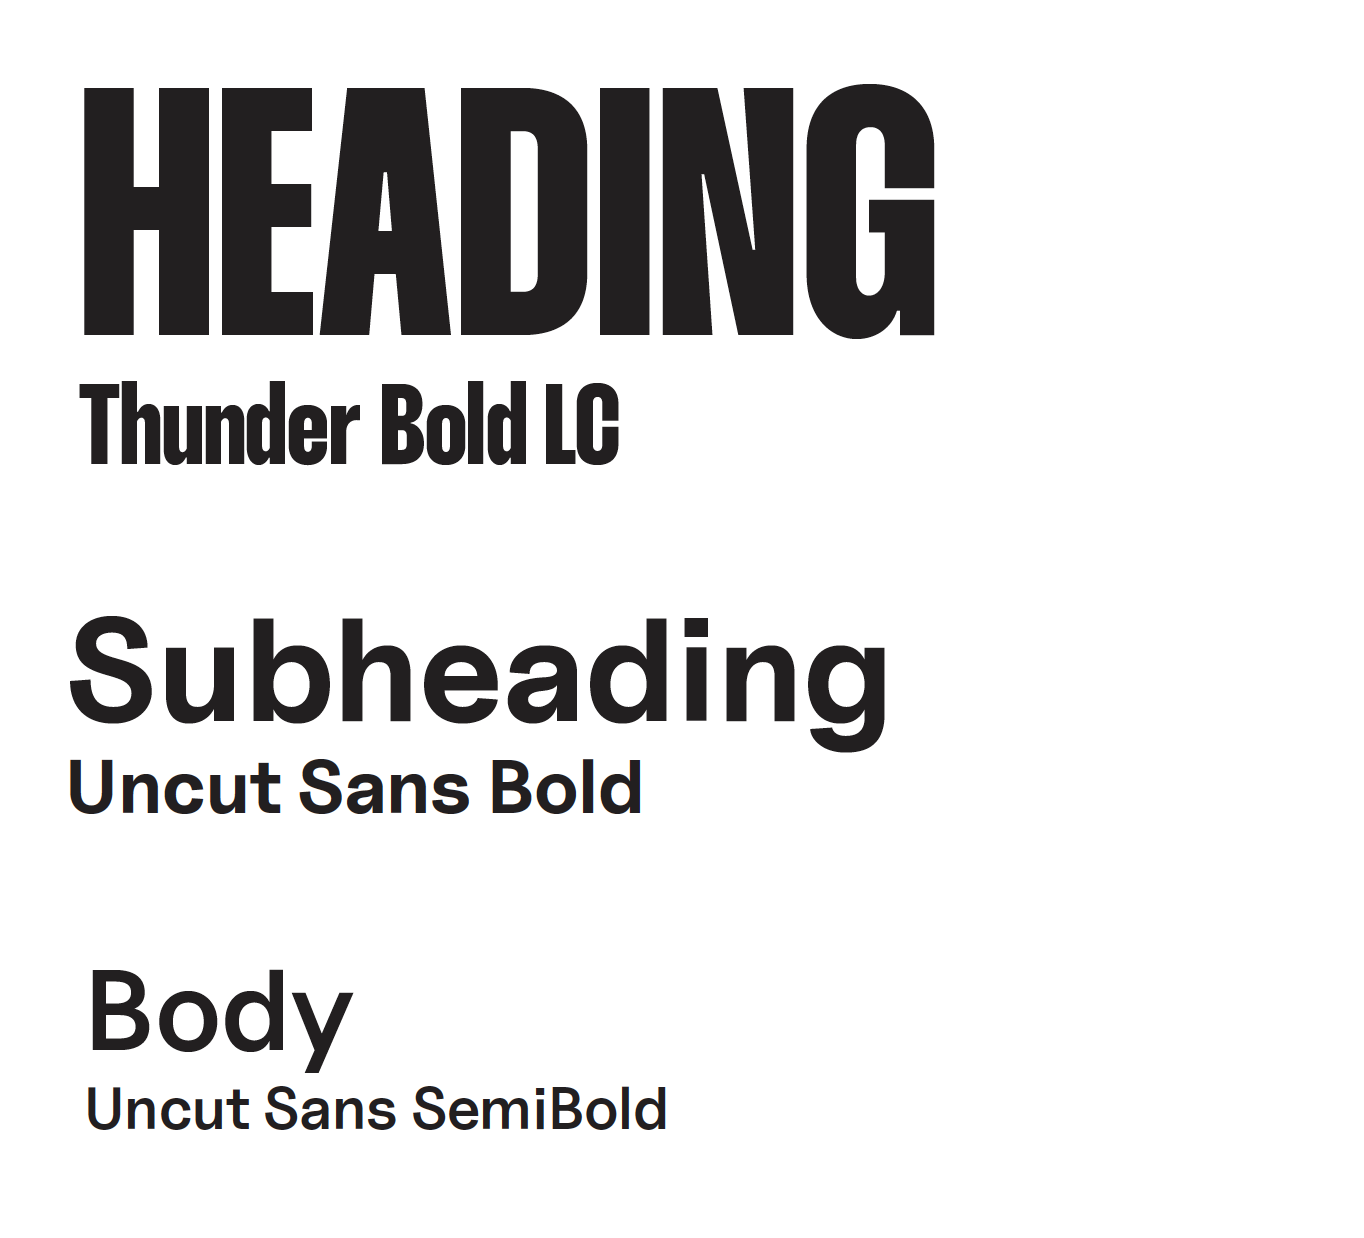 HEADING
Thunder Bold LC
Subheading
Uncut Sans Bold
Body
Uncut Sans SemiBold